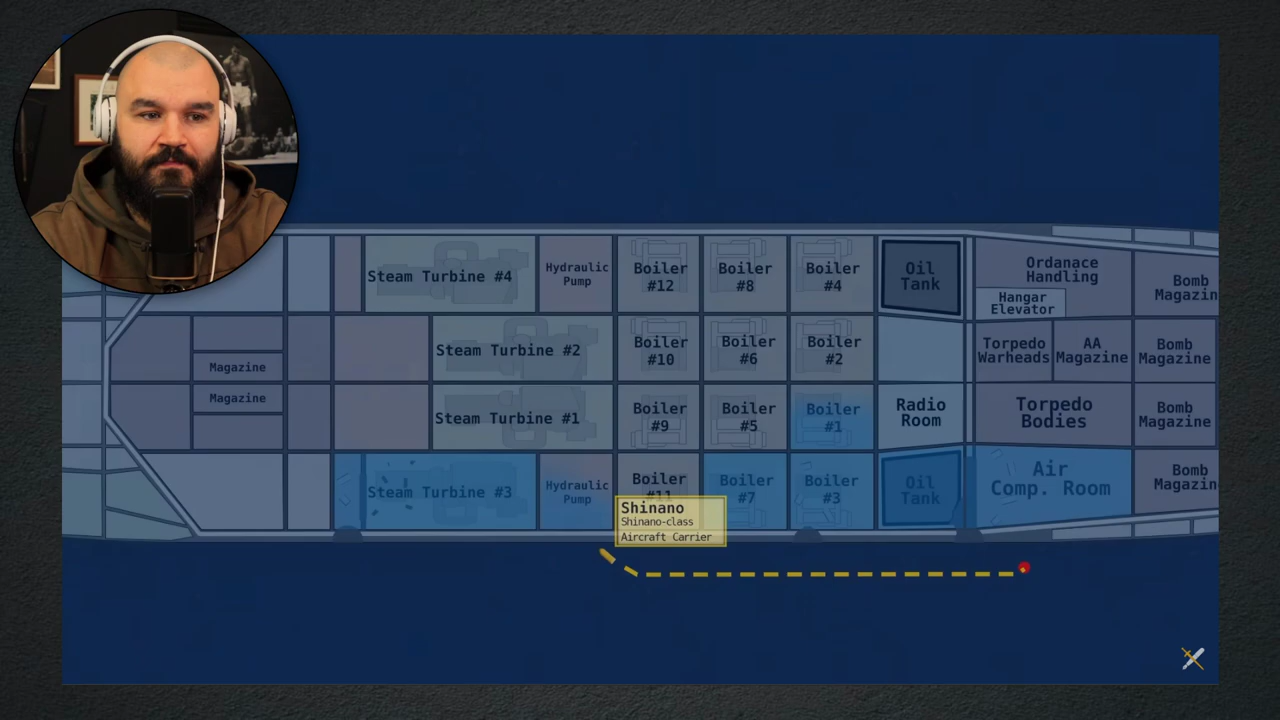 Steam Turbine #4
Hydraulic
Pump
Boiler
#12
Boiler
#8
Boiler
#4
Oil
Tank
Ordanace
Handling
Hangar
Elevator
Bomb
Magazin
Magazine
Steam Turbine #2
Boiler
#10
Boiler
#6
Boiler
#2
Torpedo
Warheads
AA
Magazine
Bomb
Magazine
Magazine
Steam Turbine #1
Boiler
#9
Boiler
#5
Boiler
#1
Radio
Room
Torpedo
Bodies
Bomb
Magazine
Steam Turbine #3
Hydraulic
Pump
Boiler
#11
Boiler
#7
Boiler
#3
Oil
Tank
Air
Comp. Room
Bomb
Magazin
Shinano
Shinano-class
Aircraft Carrier